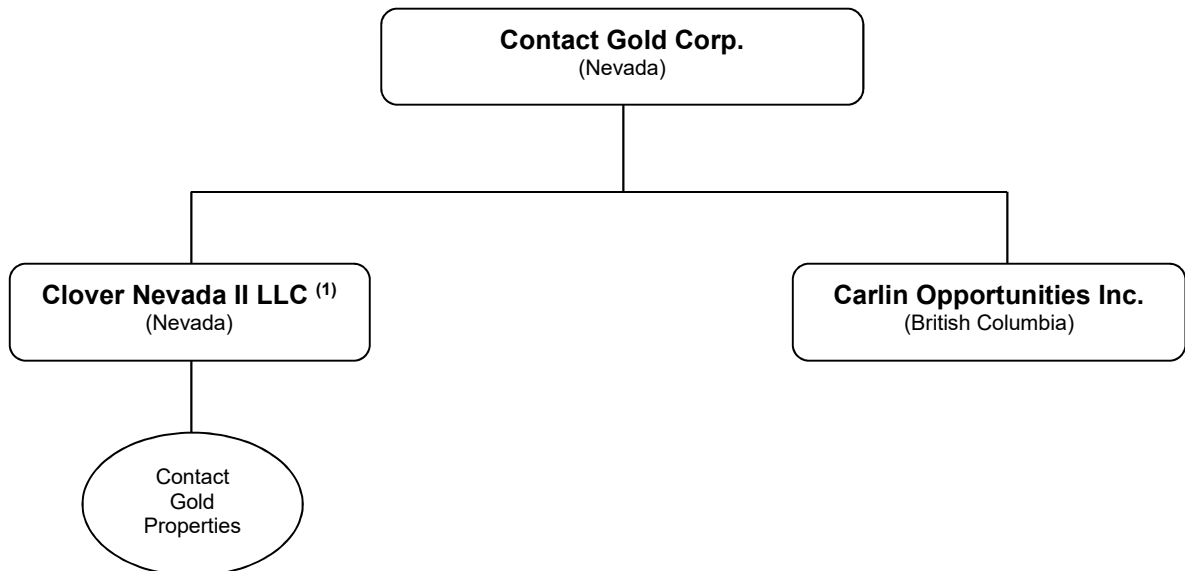 Contact Gold Corp.
(Nevada)
Clover Nevada II LLC (1)
(Nevada)
Carlin Opportunities Inc.
(British Columbia)
Contact
Gold
Properties